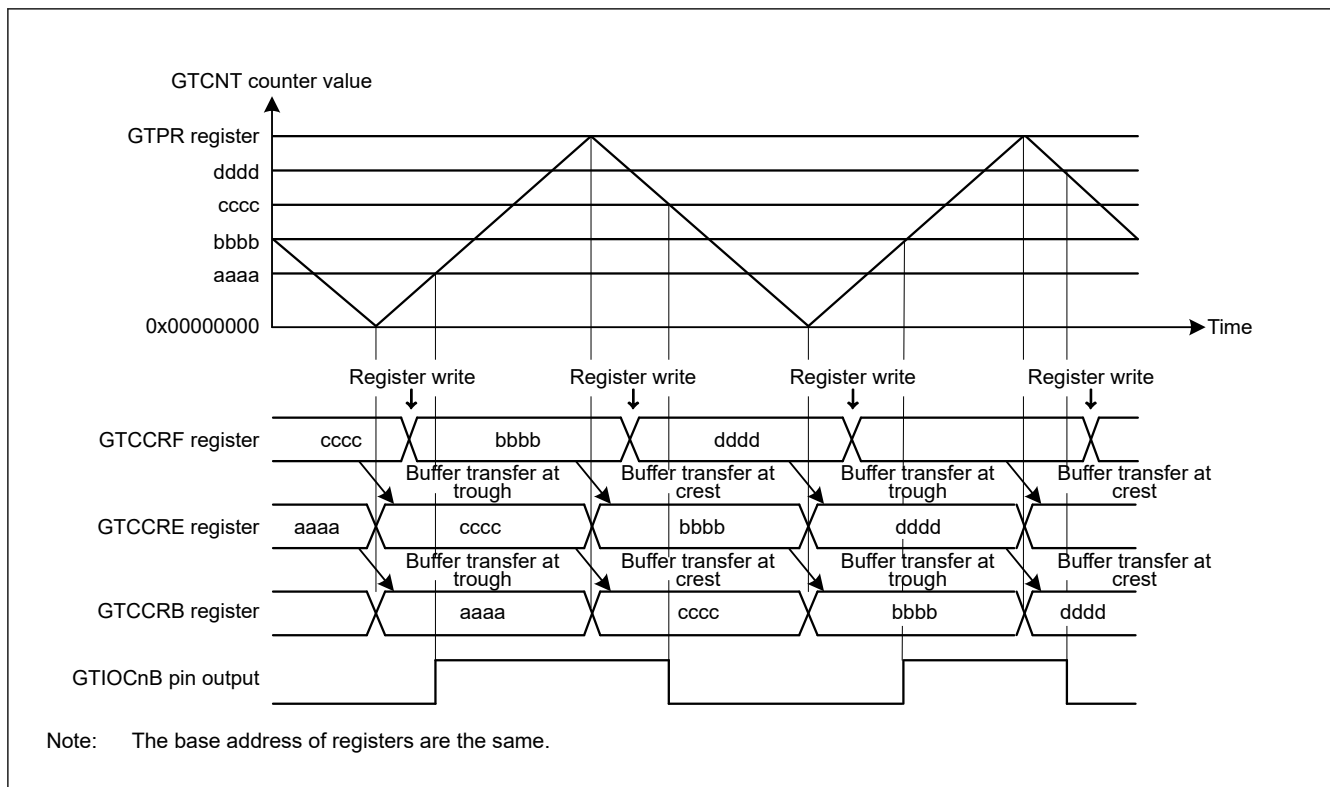 GTCNT counter value
GTPR register
dddd
cccc
bbbb
aaaa
0x00000000
Time
Register write Register write Register write Register write
GTCCRF register cccc bbbb dddd
Buffer transfer at trough Buffer transfer at crest Buffer transfer at trough Buffer transfer at crest
GTCCRE register aaaa cccc bbbb dddd
Buffer transfer at trough Buffer transfer at crest Buffer transfer at trough Buffer transfer at crest
GTCCRB register aaaa cccc bbbb dddd
GTIOCnB pin output
Note: The base address of registers are the same.